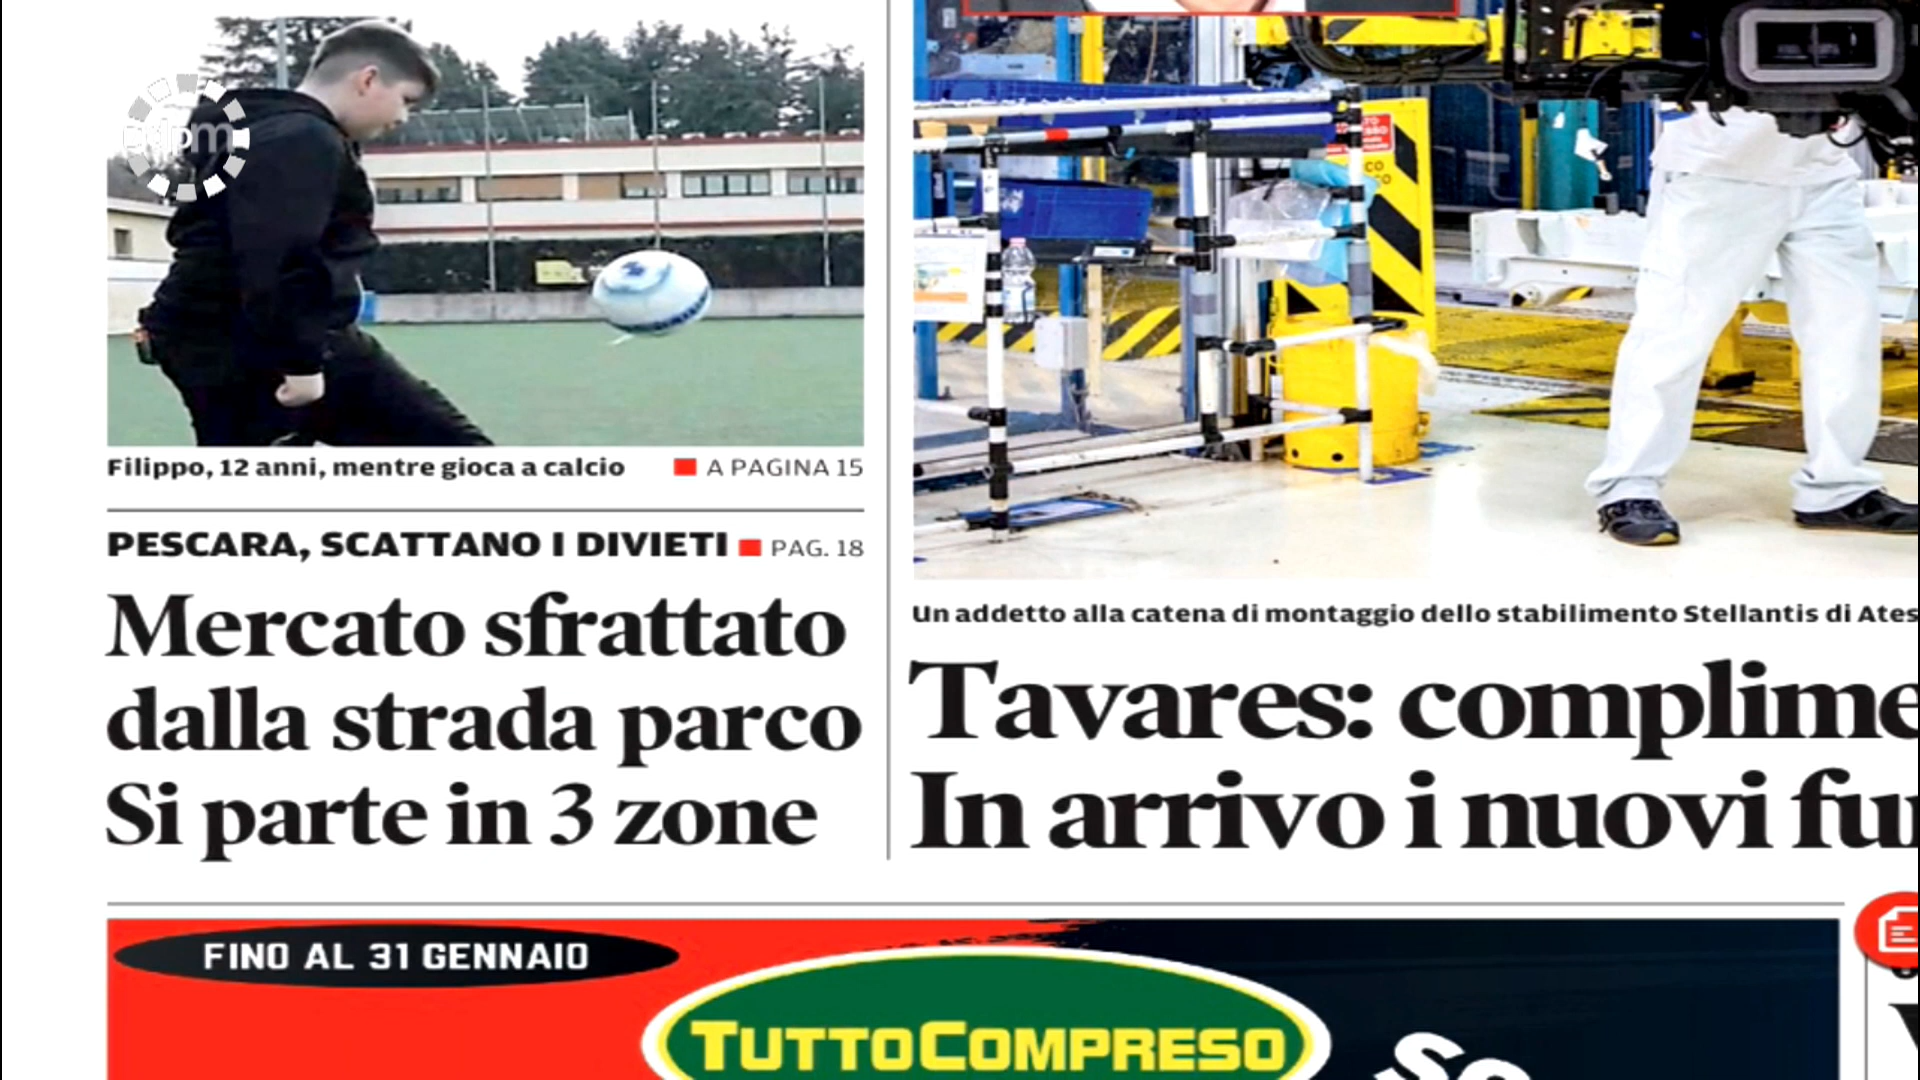 ipm
Filippo, 12 anni, mentre gioca a calcio
A PAGINA 15
PESCARA, SCATTANO I DIVIETI
PAG. 18
Mercato sfrattato
dalla strada parco
Si parte in 3 zone
Un addetto alla catena di montaggio dello stabilimento Stellantis di Ates
Tavares: complime
In arrivo i nuovi fur
FINO AL 31 GENNAIO
TUTTOCOMPRESO